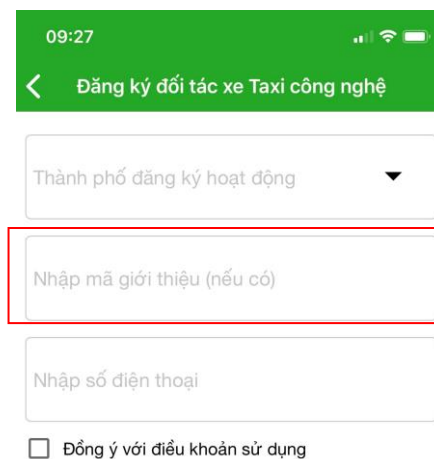 09:27
Đăng ký đối tác xe Taxi công nghệ
Thành phố đăng ký hoạt động
Nhập mã giới thiệu (nếu có)
Nhập số điện thoại
Đồng ý với điều khoản sử dụng